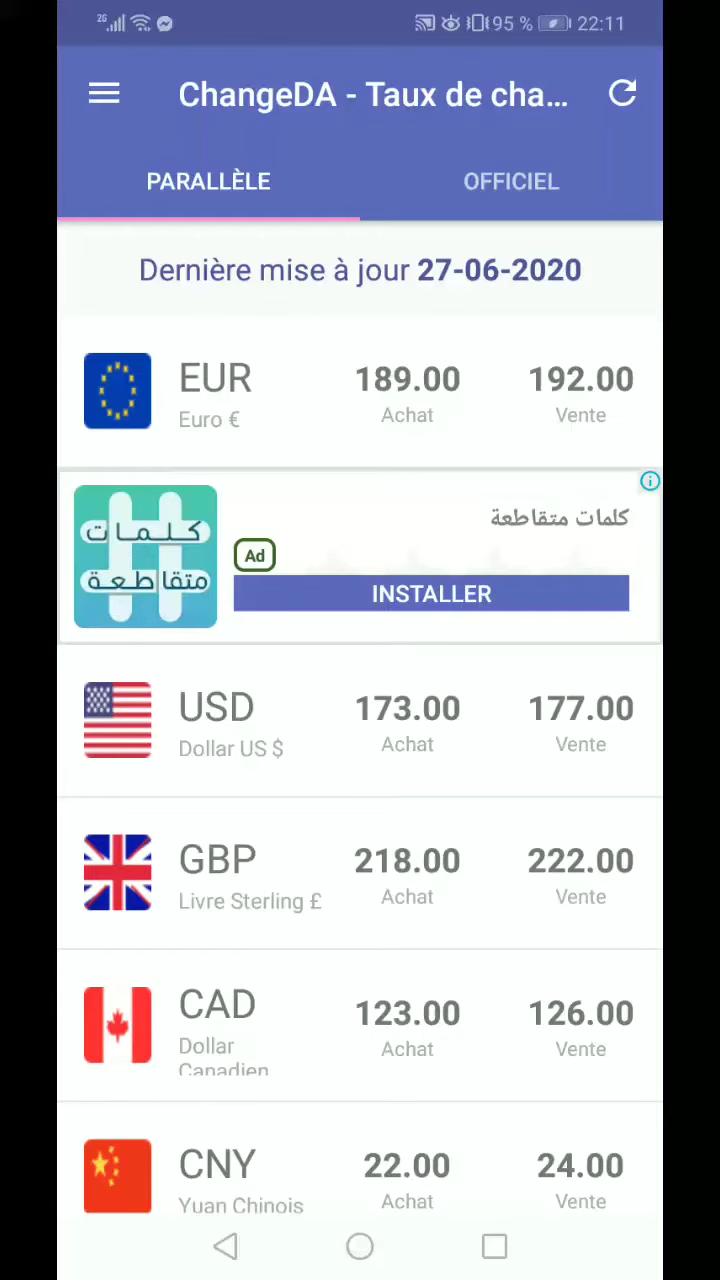 2G 95 % 22:11
ChangeDA - Taux de cha...
PARALLÈLE OFFICIEL
Dernière mise à jour 27-06-2020
EUR 189.00 192.00
Euro € Achat Vente
كلمات متقاطعة
كلمات
متقاطعة
Ad
INSTALLER
USD 173.00 177.00
Dollar US $ Achat Vente
GBP 218.00 222.00
Livre Sterling £ Achat Vente
CAD 123.00 126.00
Dollar Achat Vente
Canadien
CNY 22.00 24.00
Yuan Chinois Achat Vente